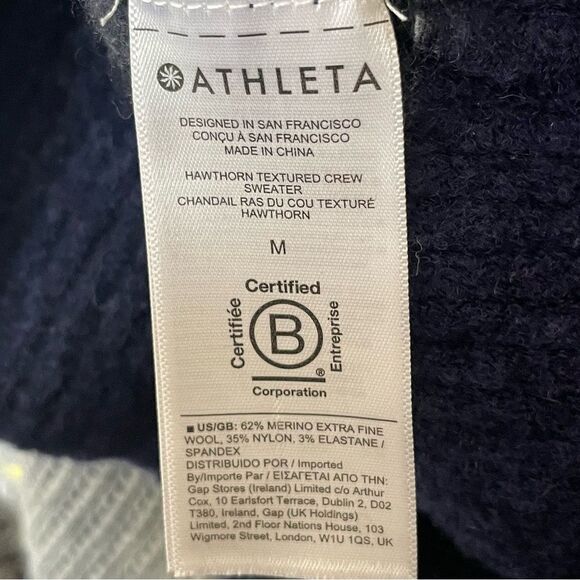 ATHLETA
DESIGNED IN SAN FRANCISCO
CONÇU À SAN FRANCISCO
MADE IN CHINA
HAWTHORN TEXTURED CREW
SWEATER
CHANDAIL RAS DU COU TEXTURÉ
HAWTHORN
M
Certified
Certifiée
B
Entreprise
®
Corporation
■ US/GB: 62% MERINO EXTRA FINE
WOOL, 35% NYLON, 3% ELASTANE /
SPANDEX
DISTRIBUIDO POR / Imported
By/Importe Par / ΕΙΣΑΓΕΤΑΙ ΑΠΟ ΤΗΝ:
Gap Stores (Ireland) Limited c/o Arthur
Cox, 10 Earlsfort Terrace, Dublin 2, D02
T380, Ireland, Gap (UK Holdings)
Limited, 2nd Floor Nations House, 103
Wigmore Street, London, W1U 1QS, UK